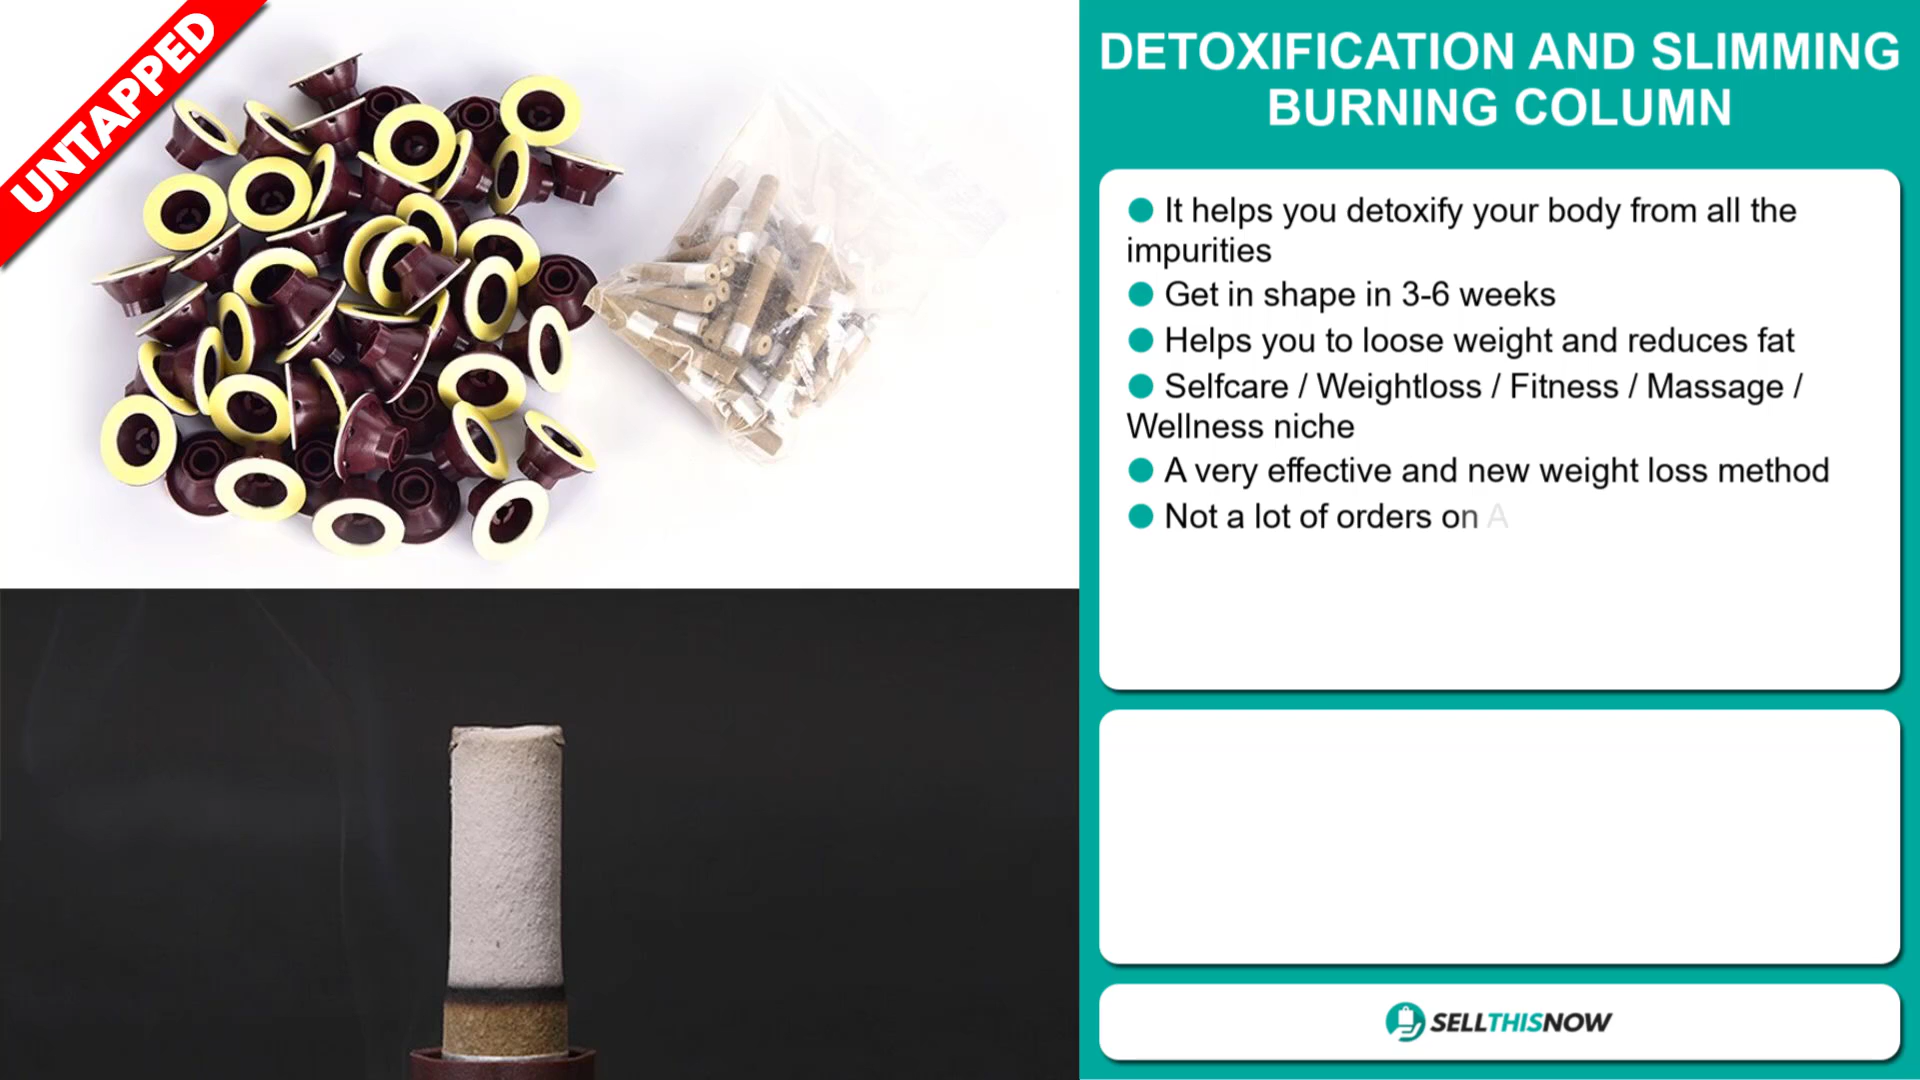 UNTAPPED
DETOXIFICATION AND SLIMMING
BURNING COLUMN
● It helps you detoxify your body from all the
impurities
● Get in shape in 3-6 weeks
● Helps you to loose weight and reduces fat
● Selfcare / Weightloss / Fitness / Massage /
Wellness niche
● A very effective and new weight loss method
● Not a lot of orders on A
SELLTHISNOW